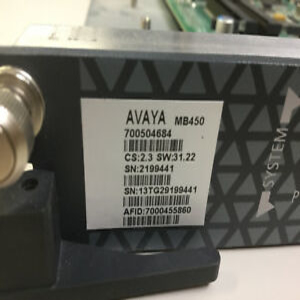 AVAYA MB450
700504684
CS:2.3 SW:31.22
SN:2199441
SN:13TG29199441
AFID:7000455860
SYSTEM
P